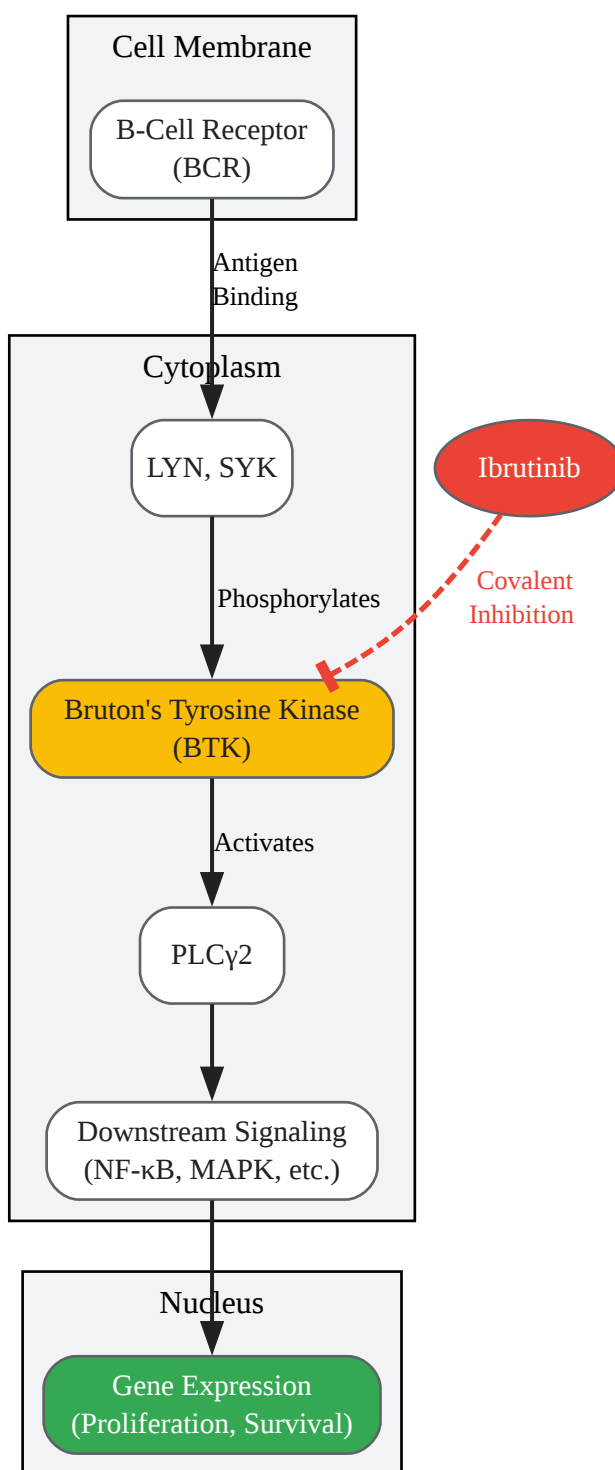 Cell Membrane
B-Cell Receptor
(BCR)
Antigen
Binding
Cytoplasm
LYN, SYK
Ibrutinib
Covalent
Inhibition
Phosphorylates
Bruton's Tyrosine Kinase
(BTK)
Activates
PLCγ2
Downstream Signaling
(NF-κB, MAPK, etc.)
Nucleus
Gene Expression
(Proliferation, Survival)